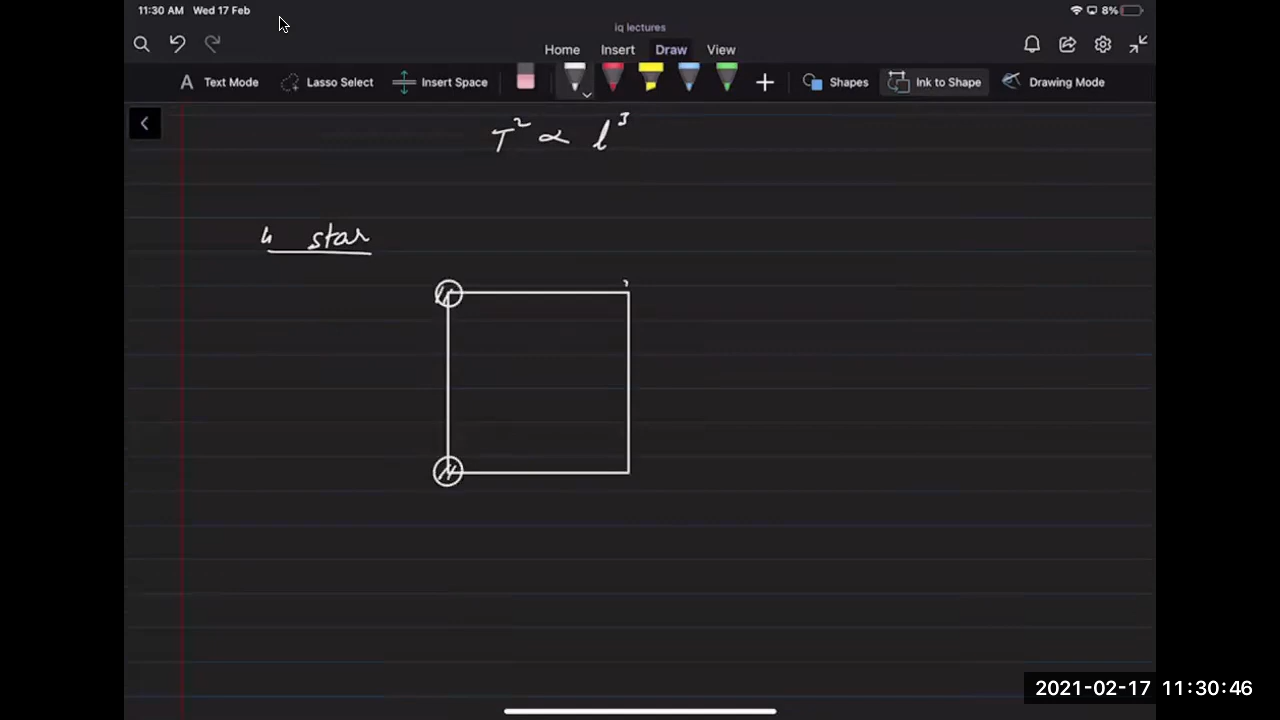 11:30 AM Wed 17 Feb 8%
iq lectures
Home Insert Draw View
A Text Mode Lasso Select Insert Space Shapes Ink to Shape Drawing Mode
T² ∝ l³
4 star
M
M
2021-02-17 11:30:46